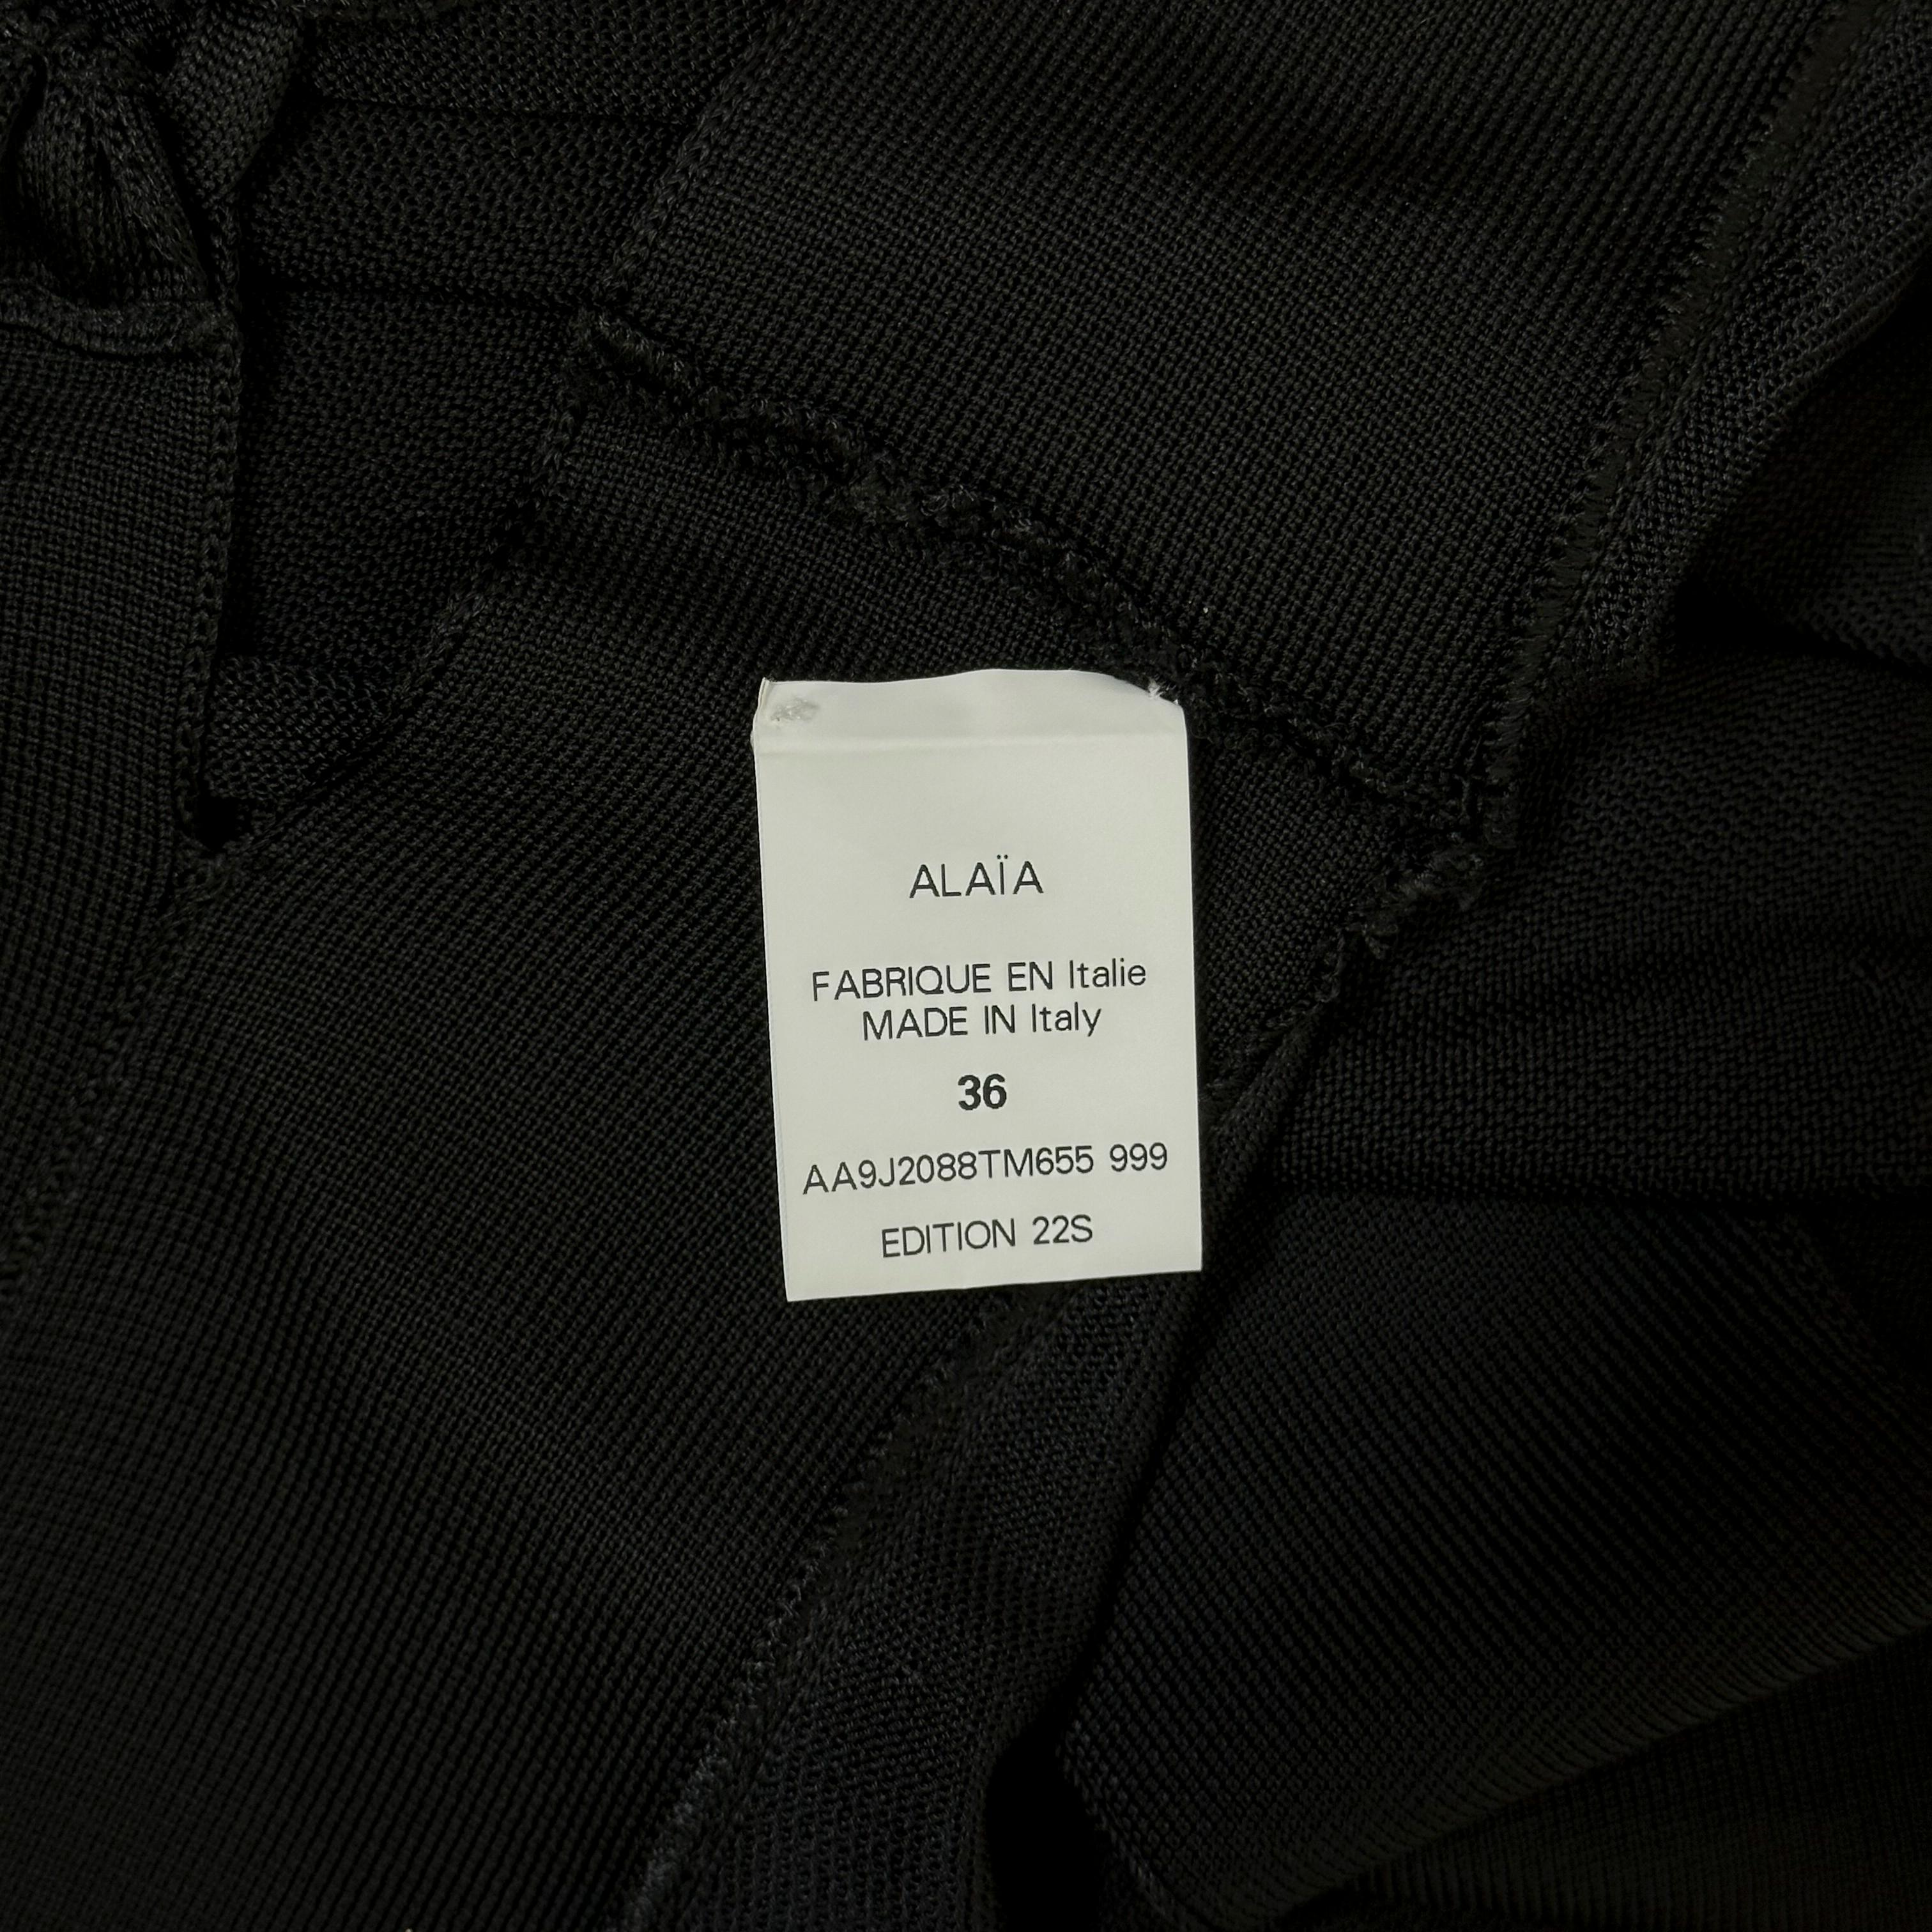 ALAÏA
FABRIQUE EN Italie
MADE IN Italy
36
AA9J2088TM655 999
EDITION 22S